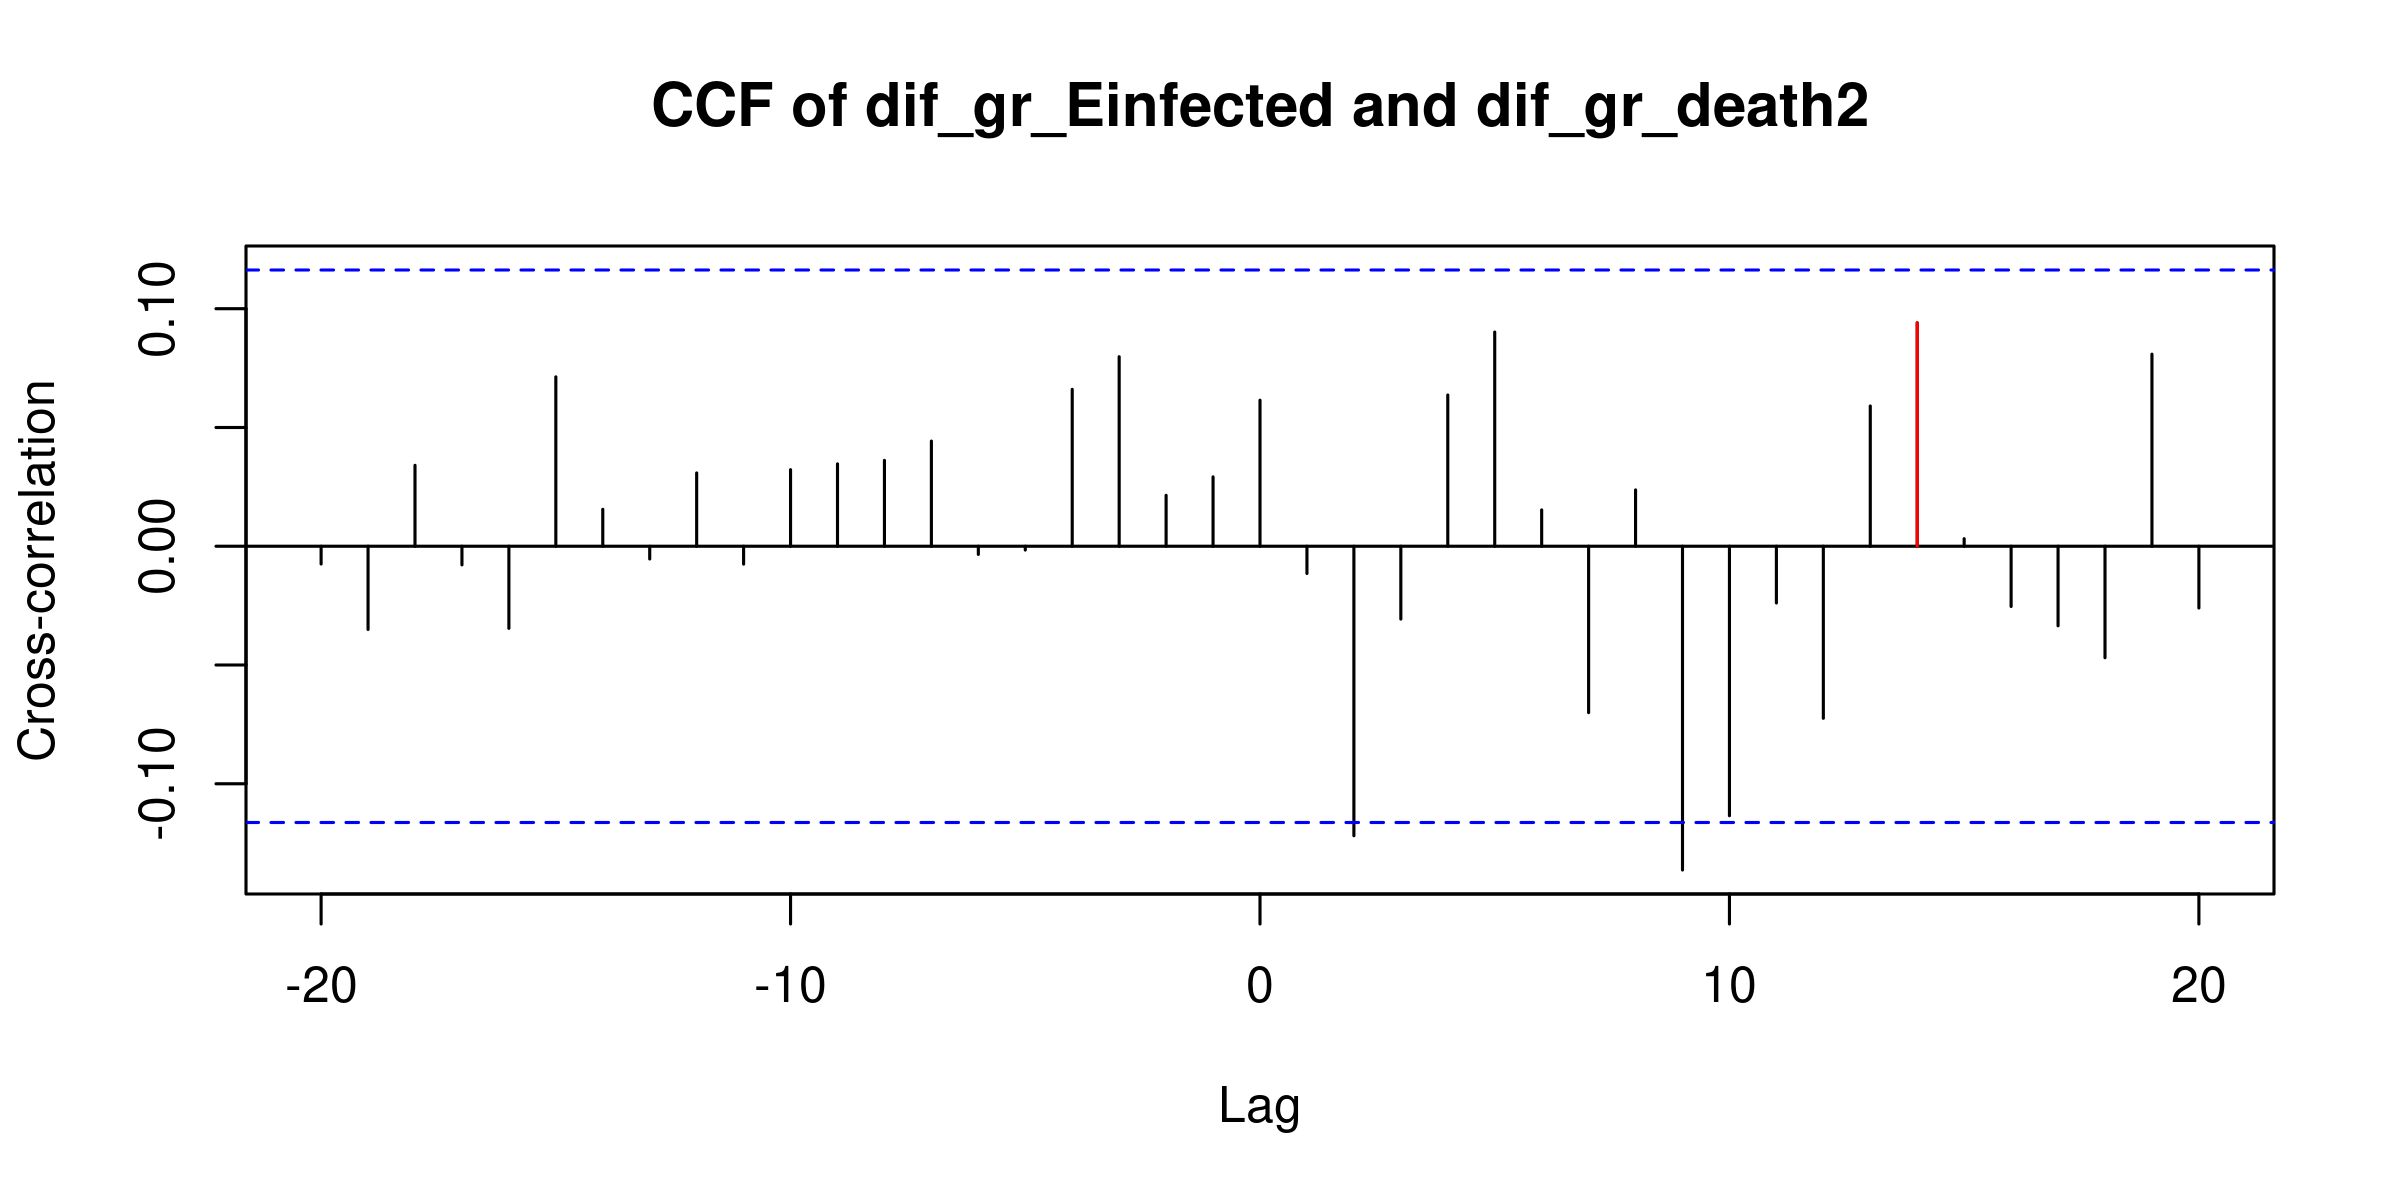 CCF of dif_gr_Einfected and dif_gr_death2
Cross-correlation
0.10
0.00
-0.10
-20
-10
0
10
20
Lag